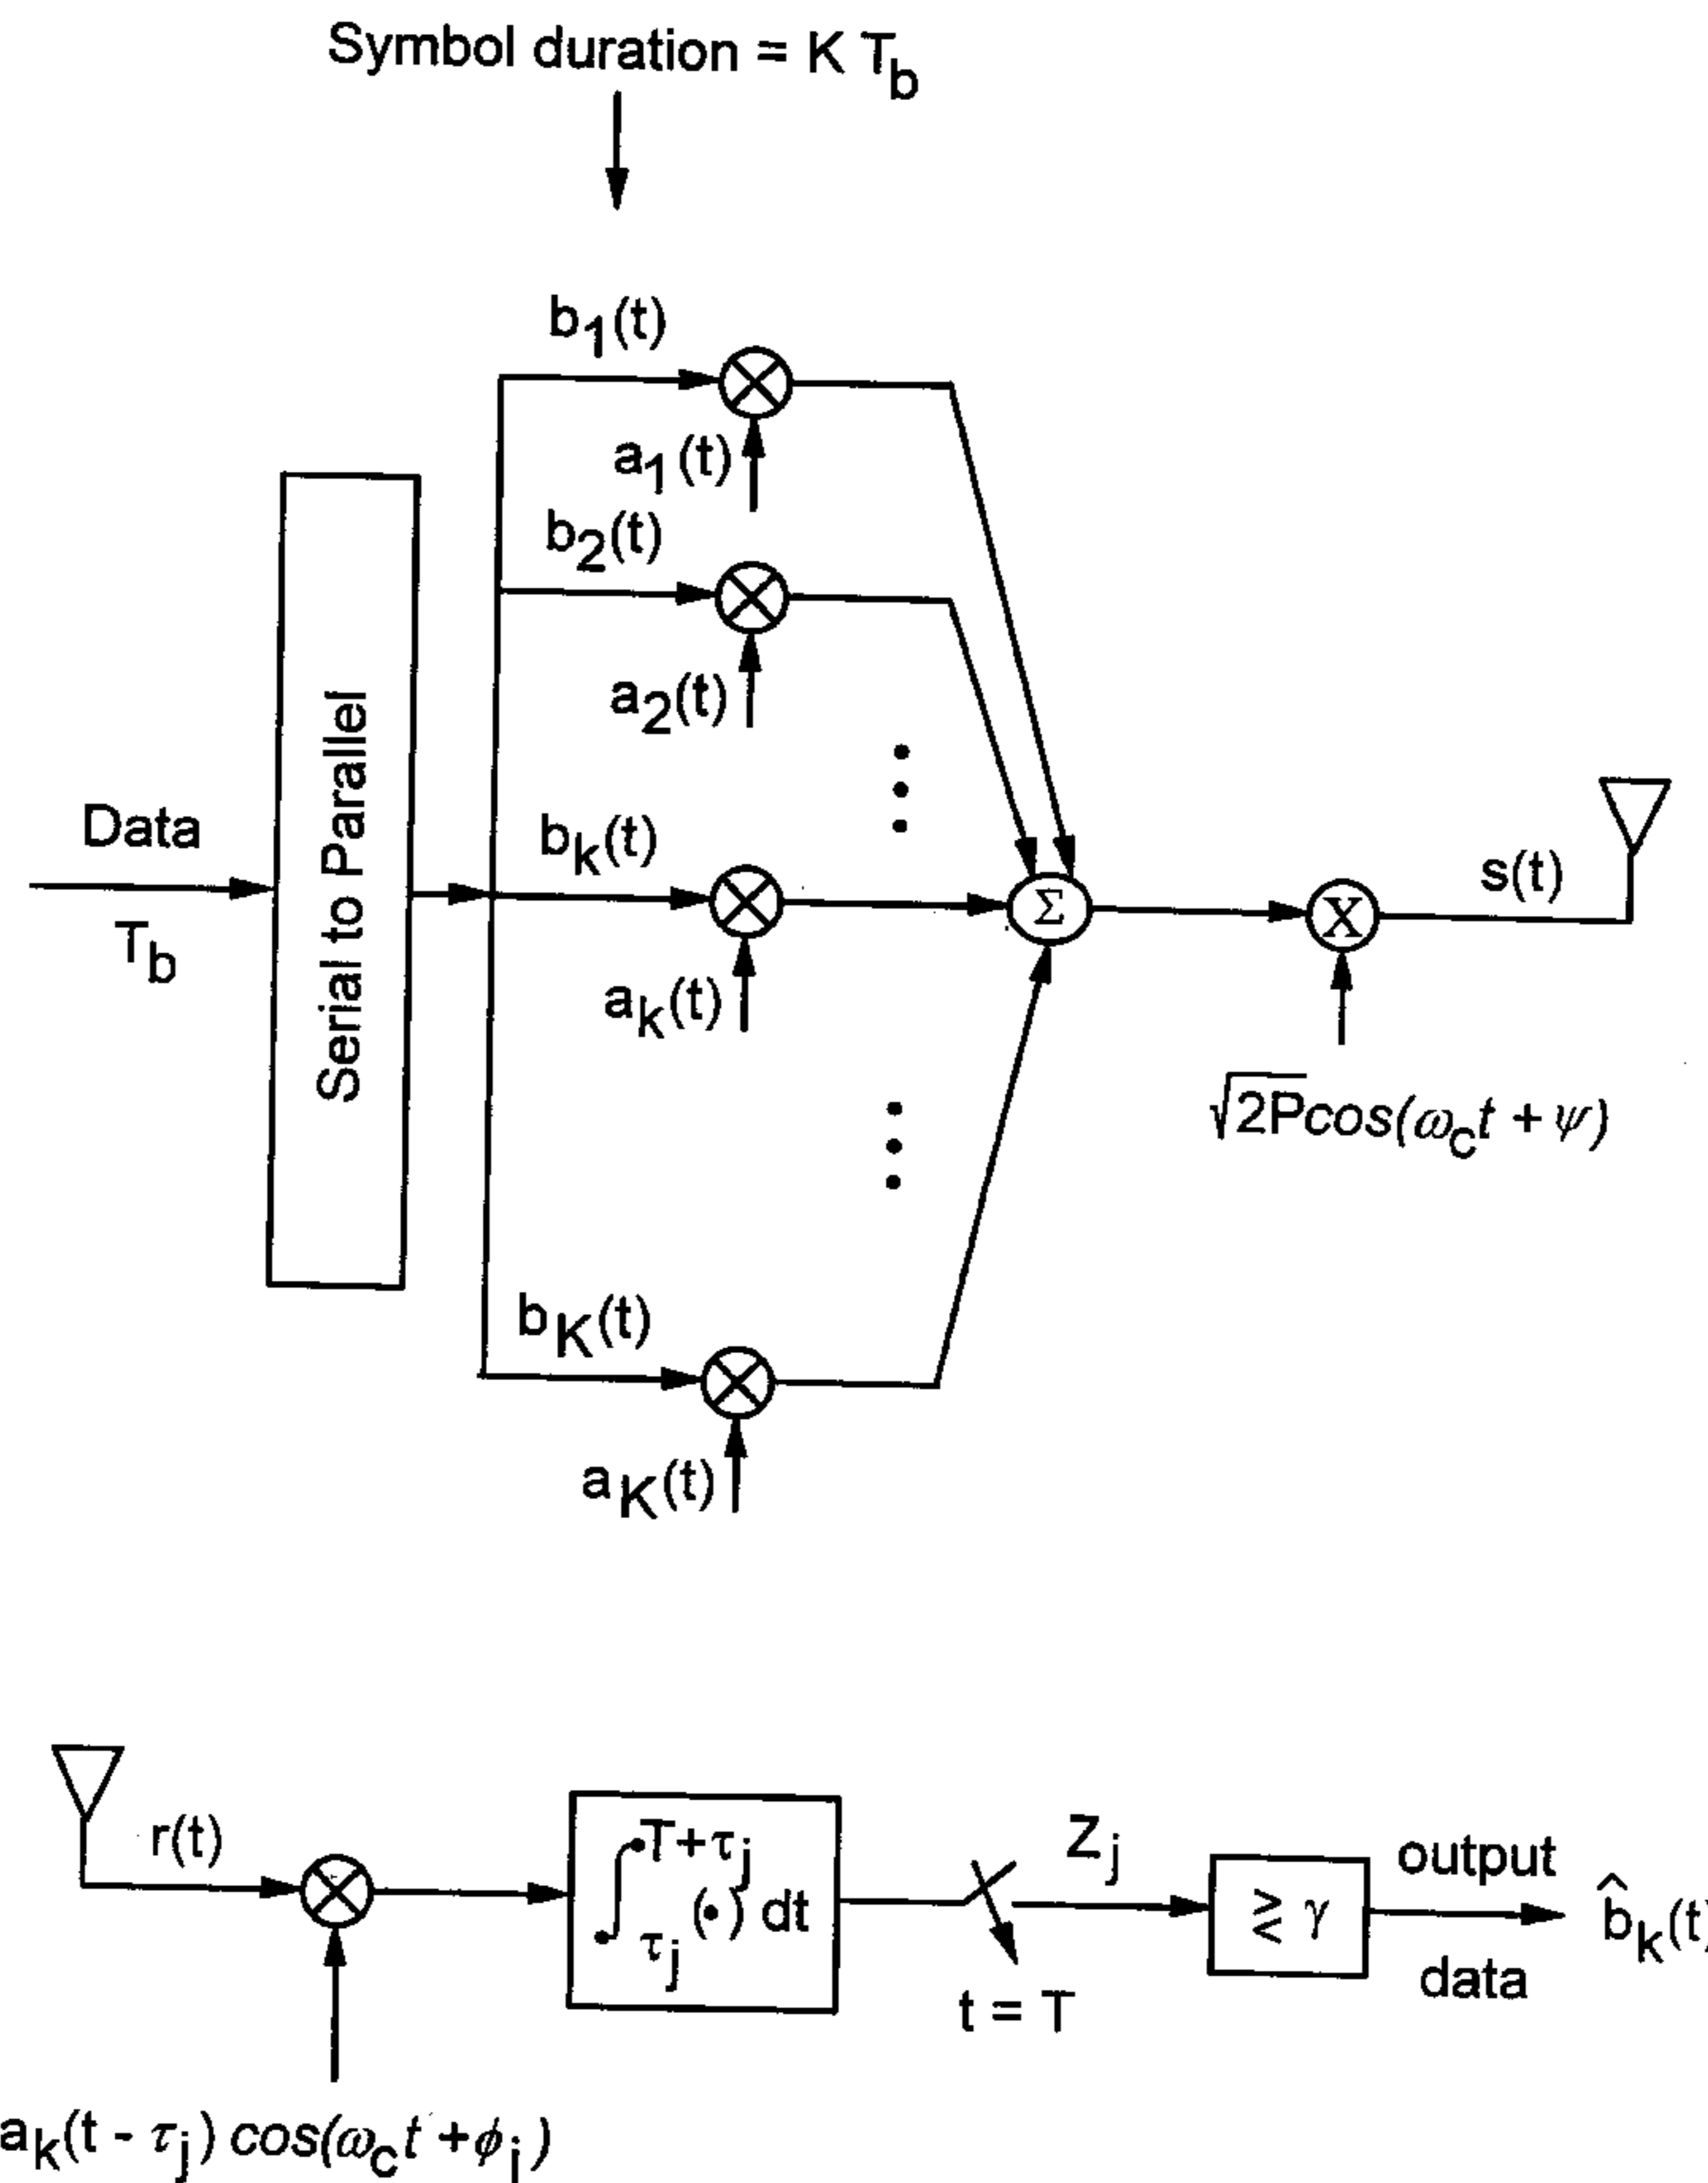 Symbol duration = K T_b
b_1(t)
a_1(t)
b_2(t)
a_2(t)
Data
T_b
Serial to Parallel
b_k(t)
a_k(t)
Σ
X
s(t)
√2P cos(ω_c t + ψ)
b_K(t)
a_K(t)
r(t)
∫_{τ_j}^{T+τ_j} (•) dt
Z_j
t = T
≷ γ
output
data
b̂_k(t)
a_k(t - τ_j) cos(ω_c t + φ_j)